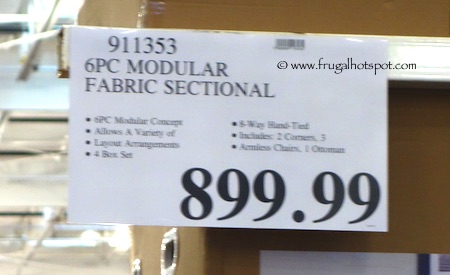 911353
6PC MODULAR
FABRIC SECTIONAL
© www.frugalhotspot.com
• 6PC Modular Concept
• Allows A Variety of
• Layout Arrangements
• 4 Box Set
• 8-Way Hand-Tied
• Includes: 2 Corners, 3
• Armless Chairs, 1 Ottoman
899.99